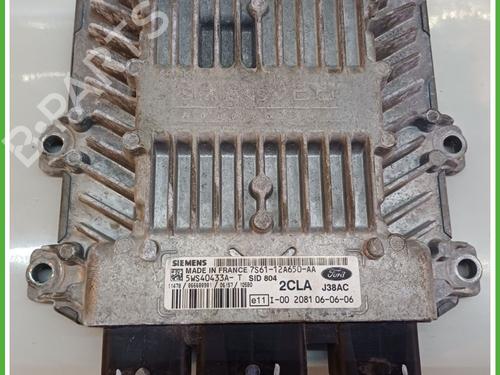 B-PARTS
SIEMENS
MADE IN FRANCE 7S61-12A650-AA
5WS40433A-T SID 804
2CLA J38AC
Ford
e11 I-00 2081 06-06-06